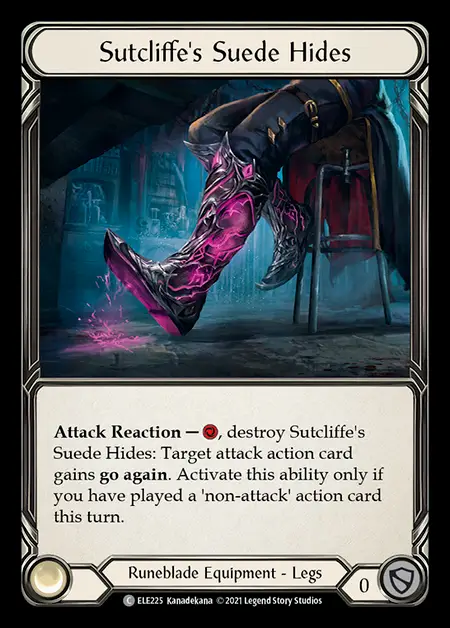 Sutcliffe's Suede Hides
Attack Reaction — , destroy Sutcliffe's
Suede Hides: Target attack action card
gains go again. Activate this ability only if
you have played a 'non-attack' action card
this turn.
Runeblade Equipment - Legs
0
C ELE225 Kanadekana © 2021 Legend Story Studios